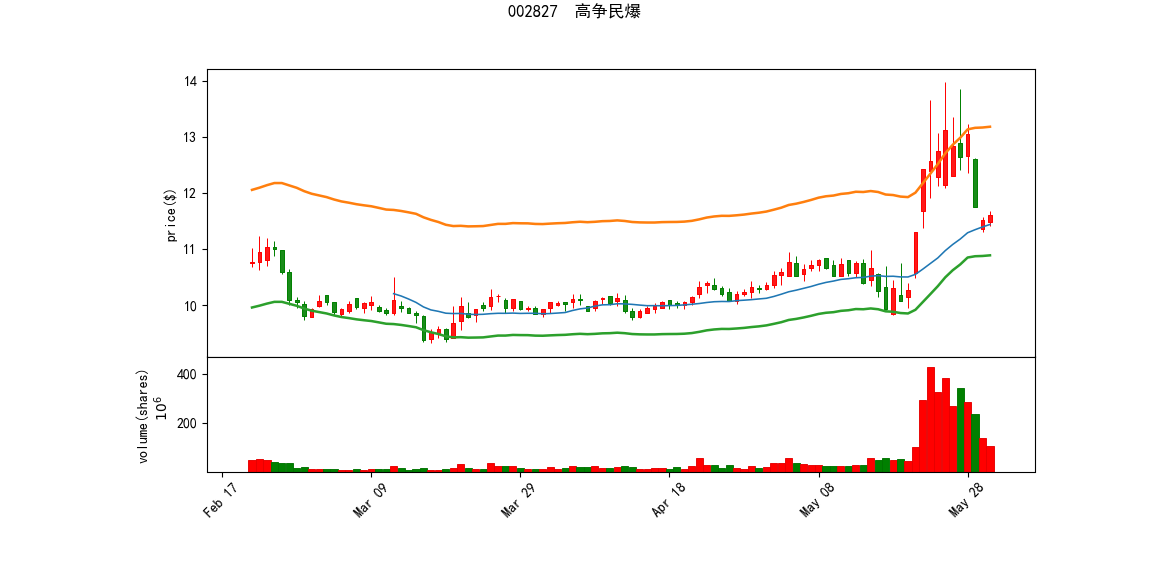 002827 高争民爆
14
13
12
11
10
price($)
400
200
volume(shares)
10^6
Feb 17
Mar 09
Mar 29
Apr 18
May 08
May 28